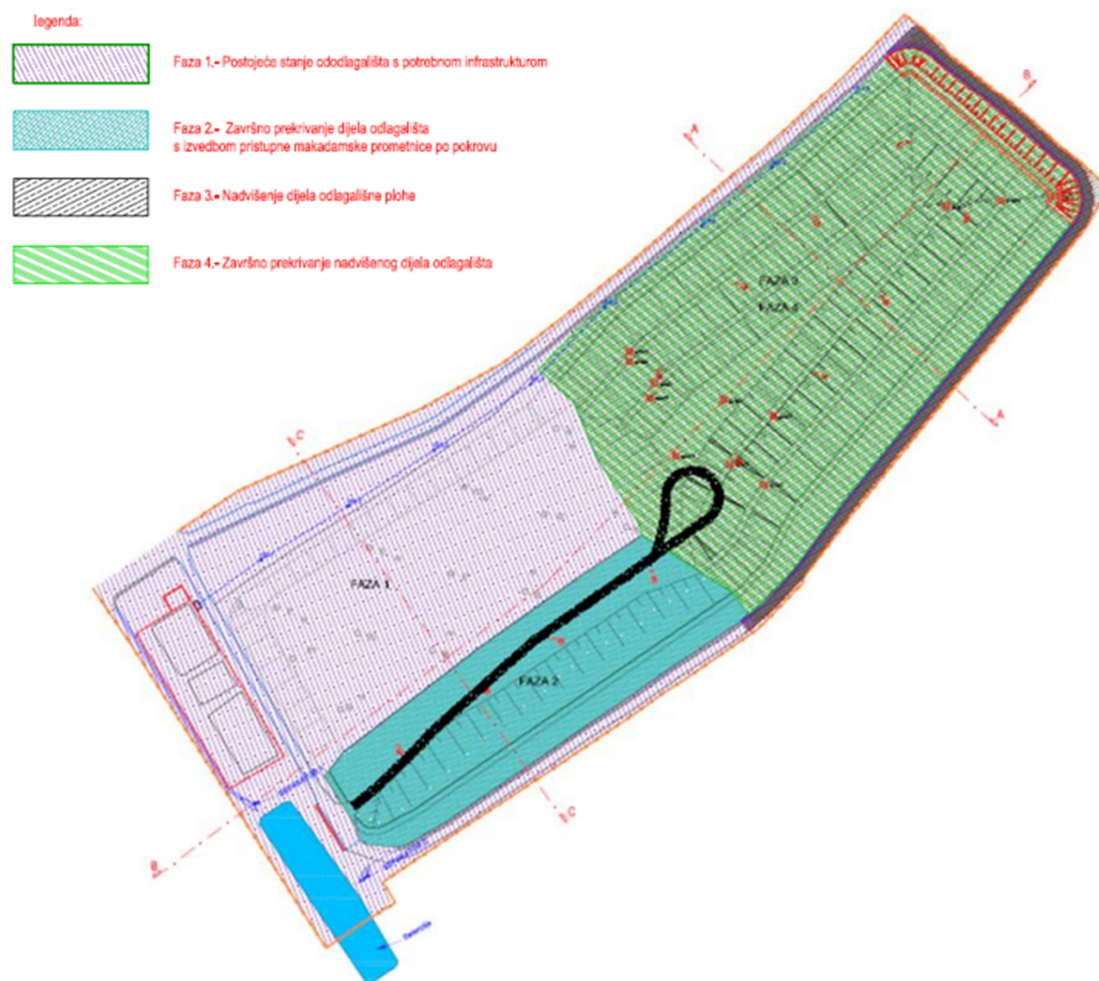 legenda:
Faza 1.- Postojeće stanje ododlagališta s potrebnom infrastrukturom
Faza 2.- Završno prekrivanje dijela odlagališta
s izvedbom pristupne makadamske prometnice po pokrovu
Faza 3.- Nadvišenje dijela odlagališne plohe
Faza 4.- Završno prekrivanje nadvišenog dijela odlagališta
B
A
FAZA 3
FAZA 4
A
C
FAZA 1
FAZA 2
C
B